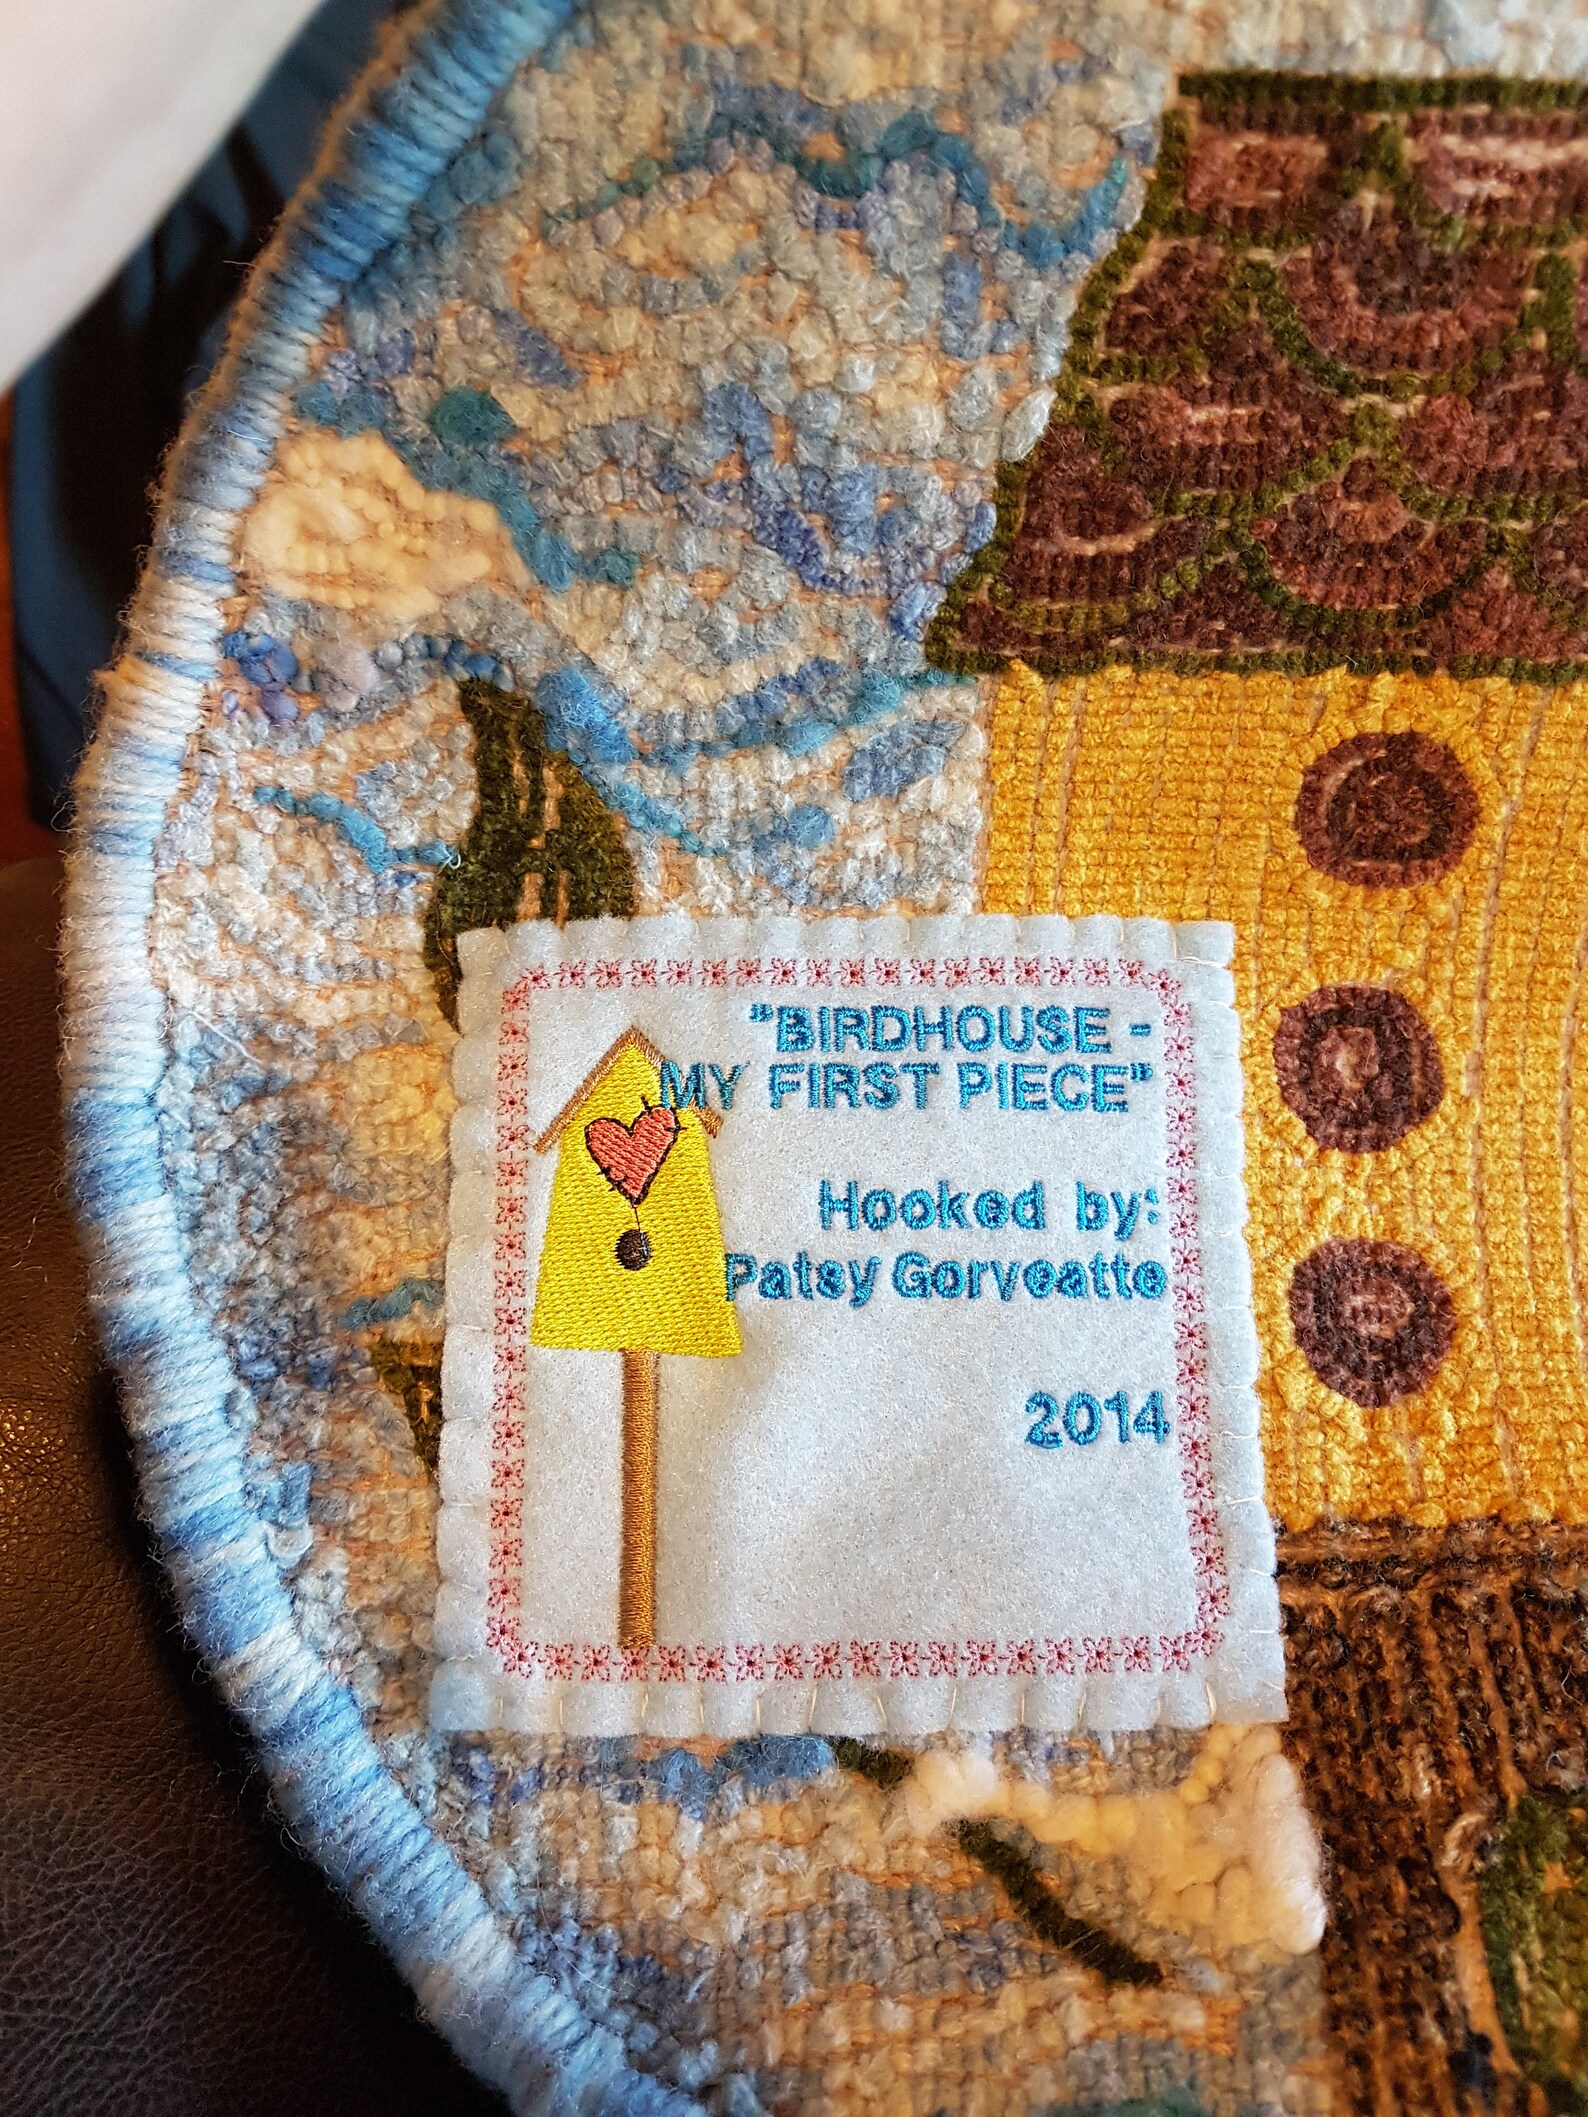 "BIRDHOUSE -
MY FIRST PIECE"
Hooked by:
Patsy Gorveatte
2014